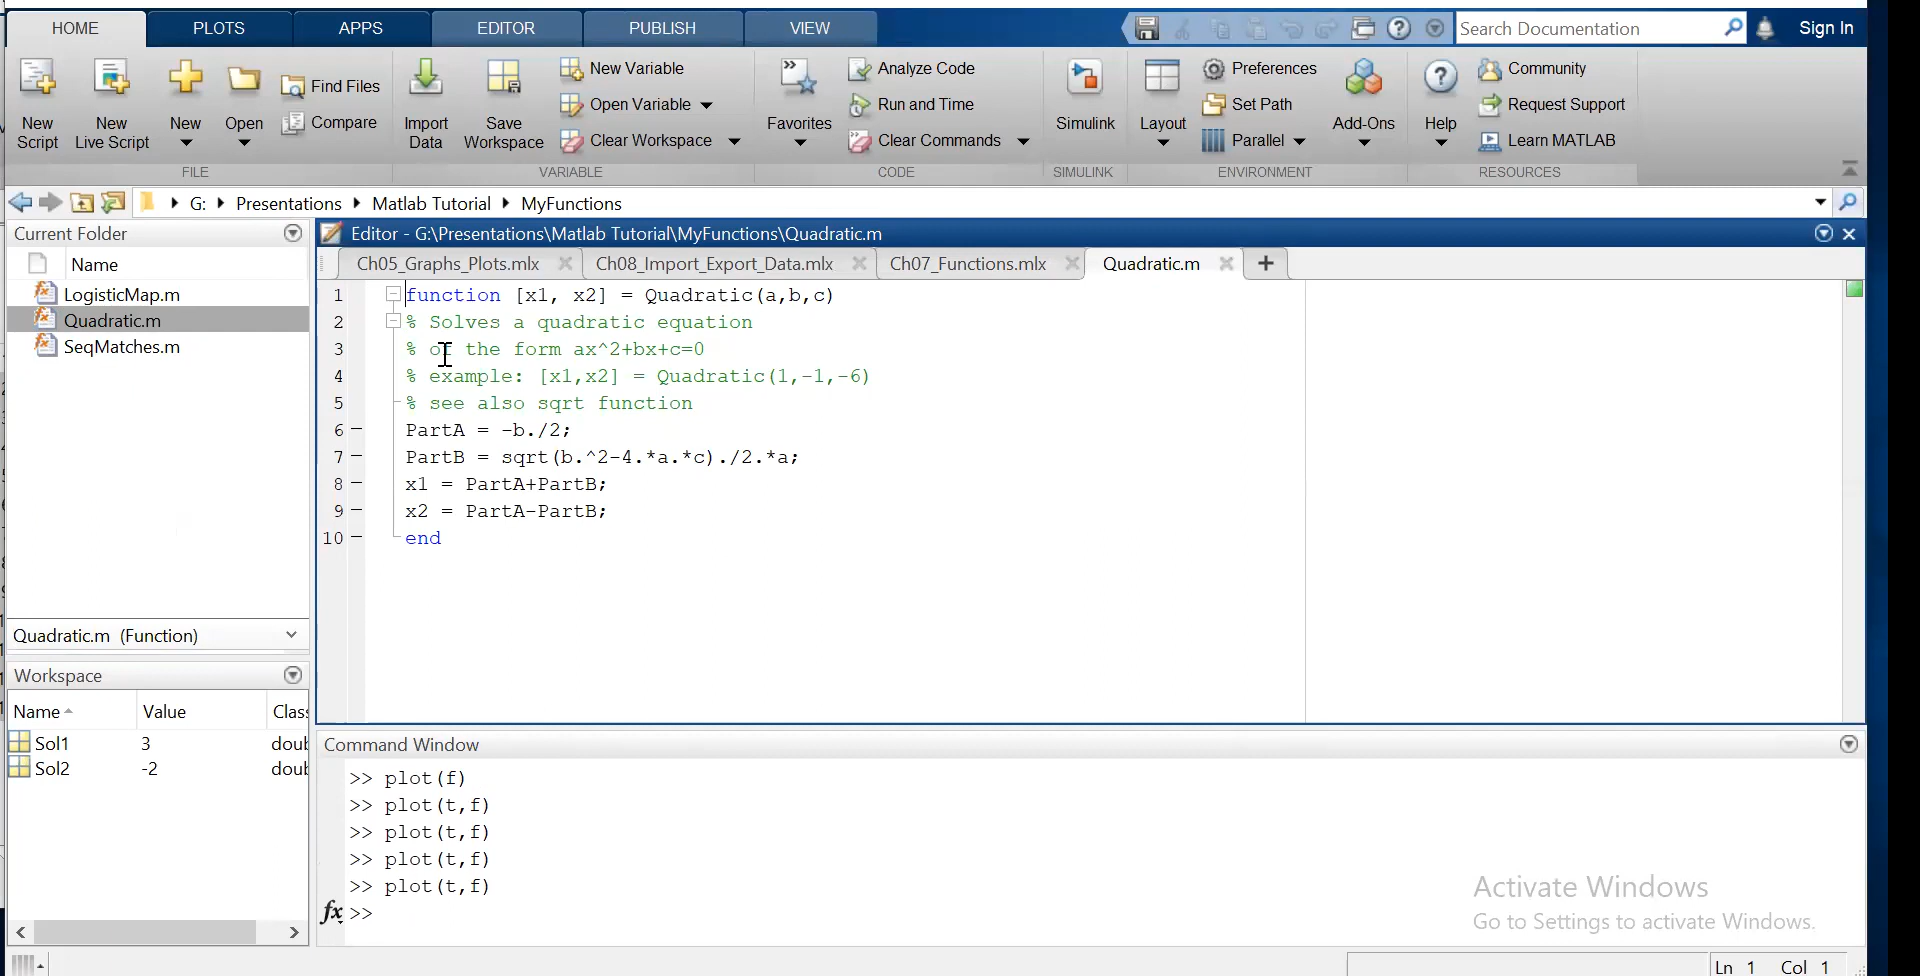 HOME PLOTS APPS EDITOR PUBLISH VIEW Search Documentation Sign In
New Script
New Live Script
New
Open
Find Files
Compare
FILE
Import Data
Save Workspace
New Variable
Open Variable
Clear Workspace
VARIABLE
Favorites
Analyze Code
Run and Time
Clear Commands
CODE
Simulink
SIMULINK
Layout
Preferences
Set Path
Parallel
Add-Ons
ENVIRONMENT
Help
Community
Request Support
Learn MATLAB
RESOURCES
G: Presentations Matlab Tutorial MyFunctions
Current Folder
Name
LogisticMap.m
Quadratic.m
SeqMatches.m
Quadratic.m (Function)
Workspace
Name Value
Sol1 3
Sol2 -2
Editor - G:\Presentations\Matlab Tutorial\MyFunctions\Quadratic.m
Ch05_Graphs_Plots.mlx Ch08_Import_Export_Data.mlx Ch07_Functions.mlx Quadratic.m
1 function [x1, x2] = Quadratic(a,b,c)
2 % Solves a quadratic equation
3 % of the form ax^2+bx+c=0
4 % example: [x1,x2] = Quadratic(1,-1,-6)
5 % see also sqrt function
6 PartA = -b./2;
7 PartB = sqrt(b.^2-4.*a.*c)./2.*a;
8 x1 = PartA+PartB;
9 x2 = PartA-PartB;
10 end
Command Window
>> plot(f)
>> plot(t,f)
>> plot(t,f)
>> plot(t,f)
>> plot(t,f)
fx >>
Activate Windows
Go to Settings to activate Windows.
Ln 1 Col 1